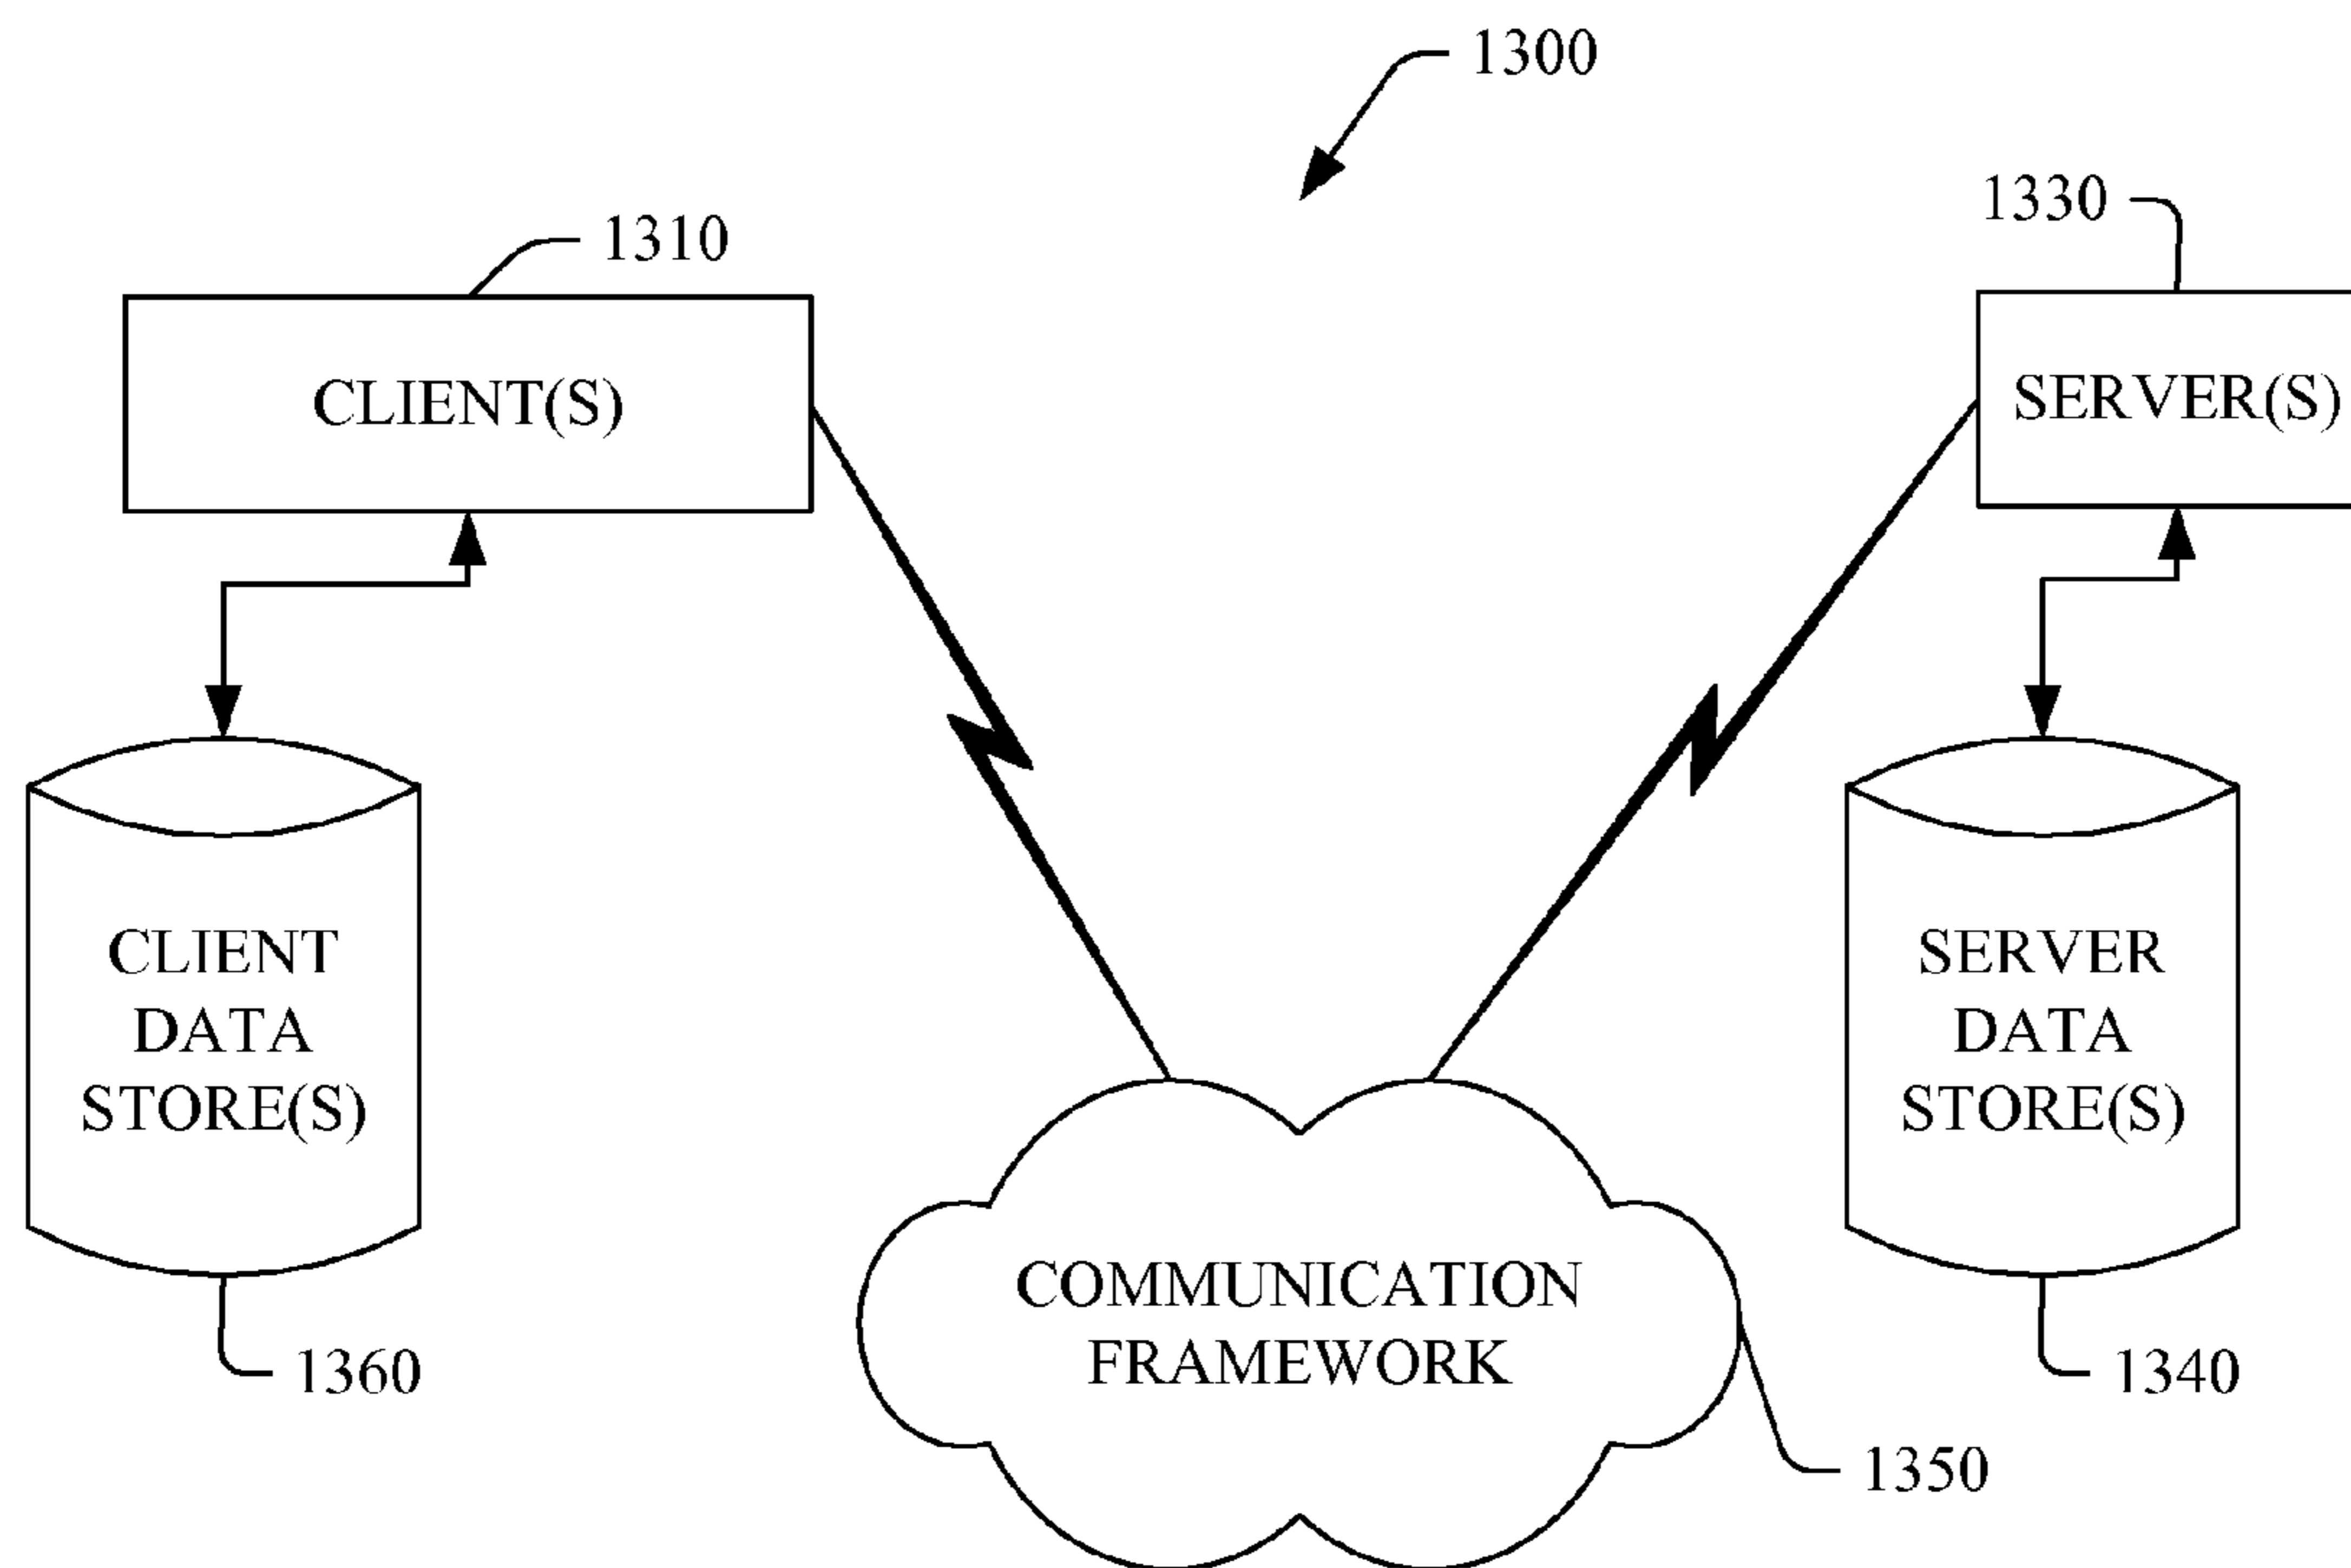 1300
1330
1310
CLIENT(S)
SERVER(S)
CLIENT
DATA
STORE(S)
SERVER
DATA
STORE(S)
COMMUNICATION
FRAMEWORK
1360
1340
1350